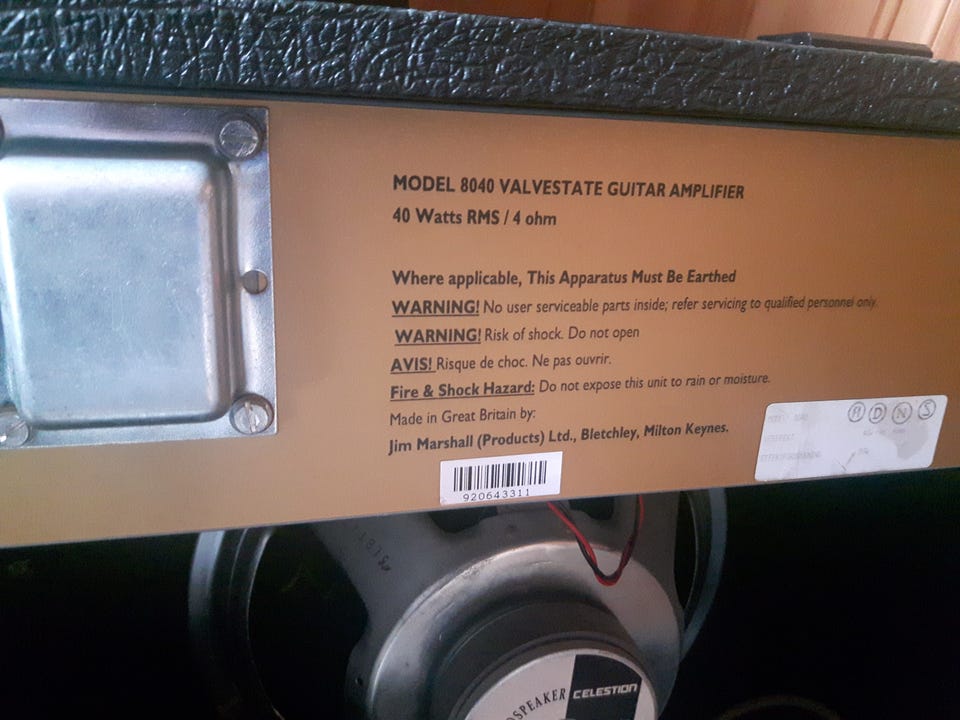 MODEL 8040 VALVESTATE GUITAR AMPLIFIER
40 Watts RMS / 4 ohm
Where applicable, This Apparatus Must Be Earthed
WARNING! No user serviceable parts inside; refer servicing to qualified personnel only.
WARNING! Risk of shock. Do not open
AVIS! Risque de choc. Ne pas ouvrir.
Fire & Shock Hazard: Do not expose this unit to rain or moisture.
Made in Great Britain by:
Jim Marshall (Products) Ltd., Bletchley, Milton Keynes.
D N S
8040
920643311
CELESTION